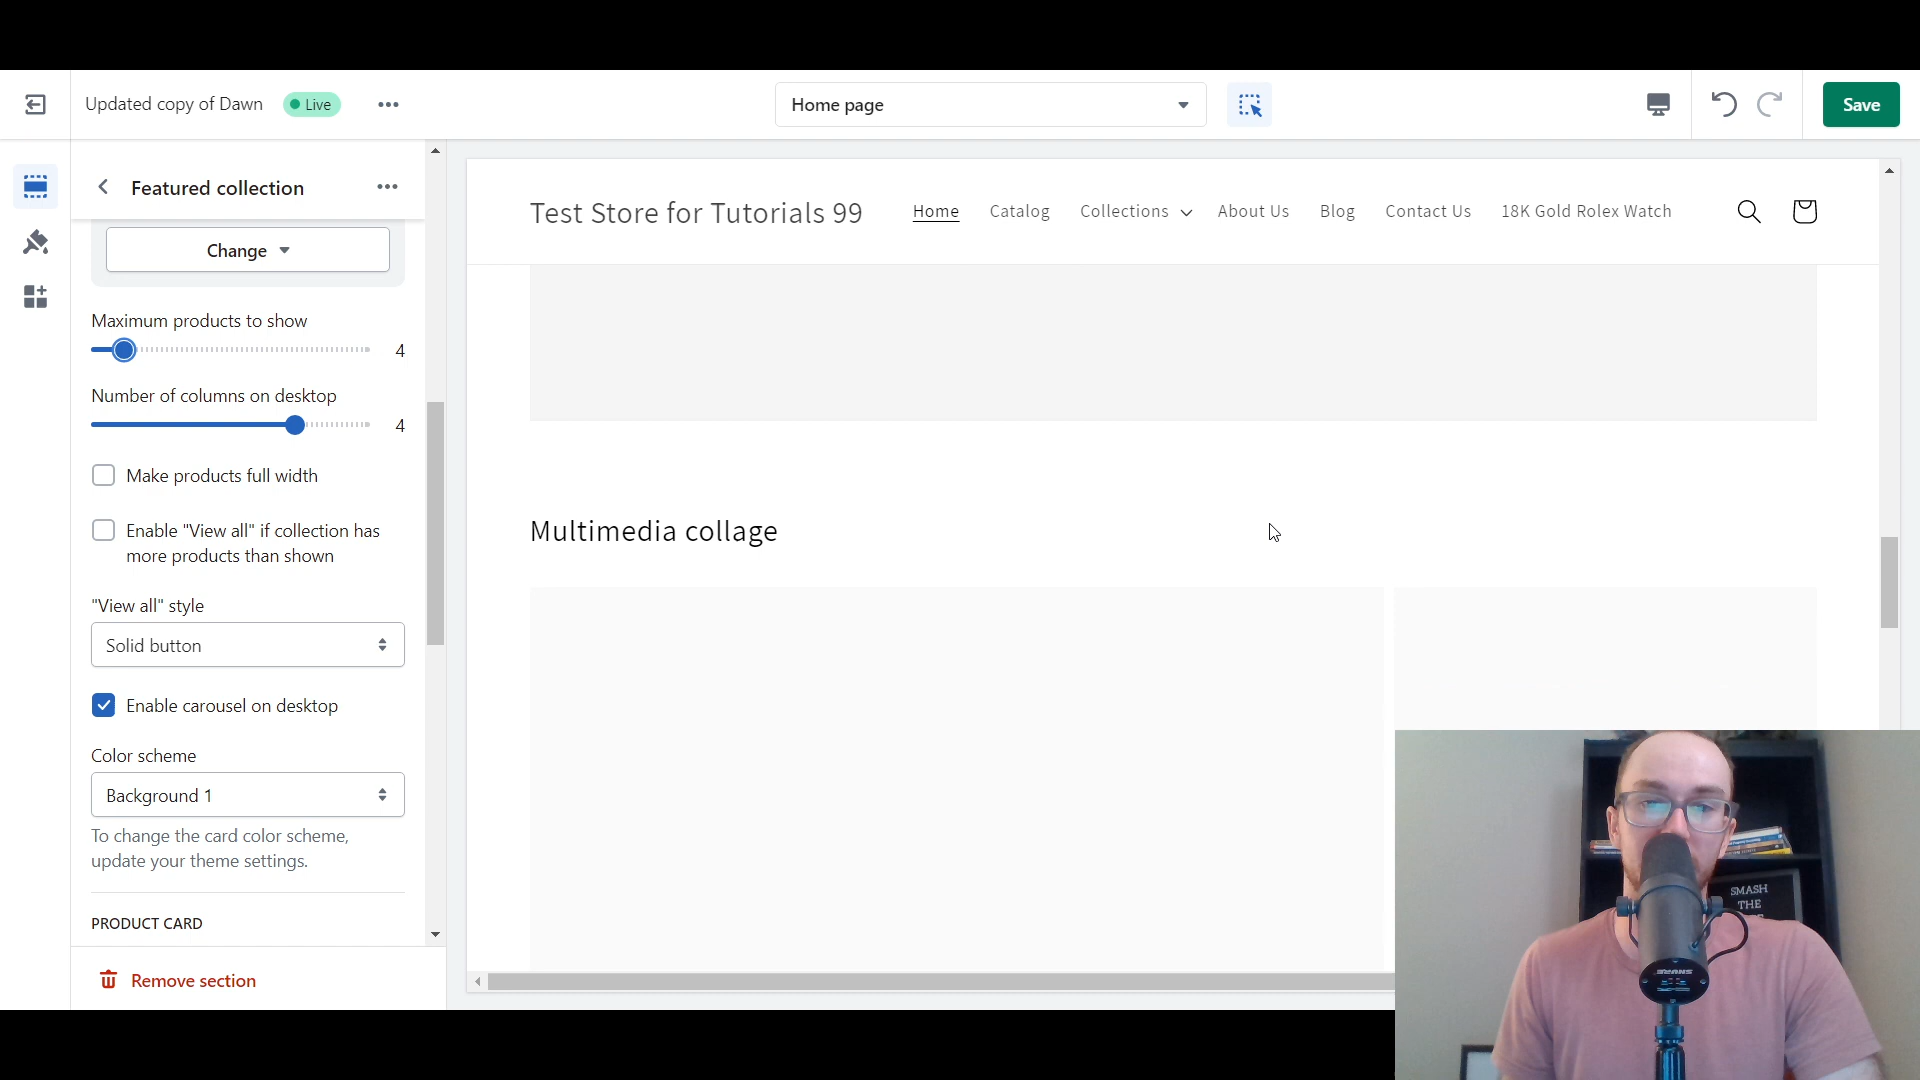 Updated copy of Dawn
Live
Home page
Save
Featured collection
Change
Maximum products to show
4
Number of columns on desktop
4
Make products full width
Enable "View all" if collection has
more products than shown
"View all" style
Solid button
Enable carousel on desktop
Color scheme
Background 1
To change the card color scheme,
update your theme settings.
PRODUCT CARD
Remove section
Test Store for Tutorials 99
Home
Catalog
Collections
About Us
Blog
Contact Us
18K Gold Rolex Watch
Multimedia collage
SMASH
THE